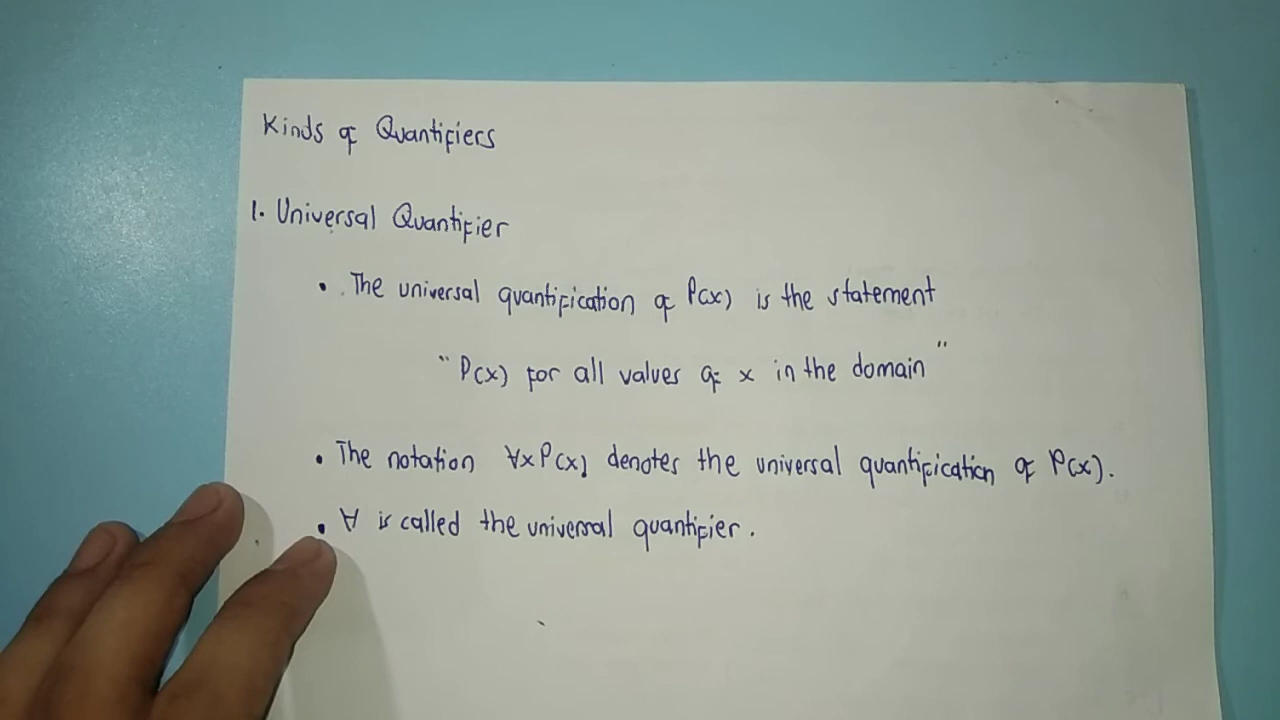 Kinds of Quantifiers
1. Universal Quantifier
• The universal quantification of P(x) is the statement
" P(x) for all values of x in the domain "
• The notation ∀xP(x) denotes the universal quantification of P(x).
• ∀ is called the universal quantifier.